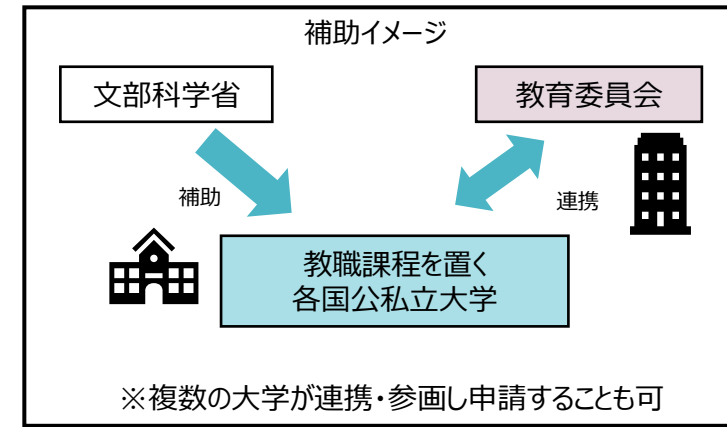 補助イメージ
文部科学省
教育委員会
補助
連携
教職課程を置く
各国公私立大学
※複数の大学が連携・参画し申請することも可